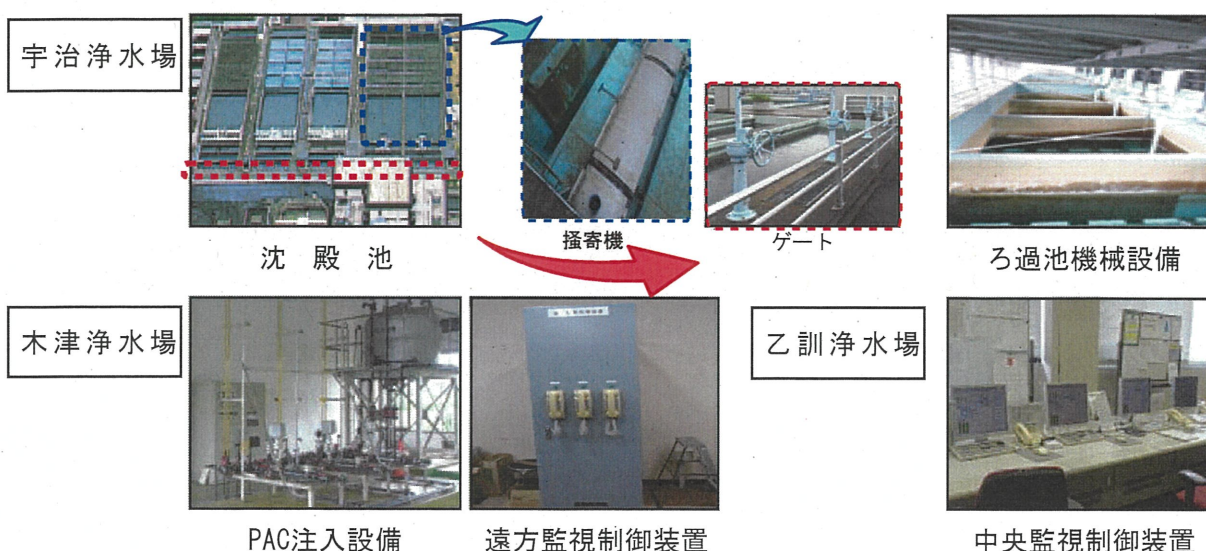 宇治浄水場
沈殿池
掻寄機
ゲート
ろ過池機械設備
木津浄水場
PAC注入設備
遠方監視制御装置
乙訓浄水場
中央監視制御装置